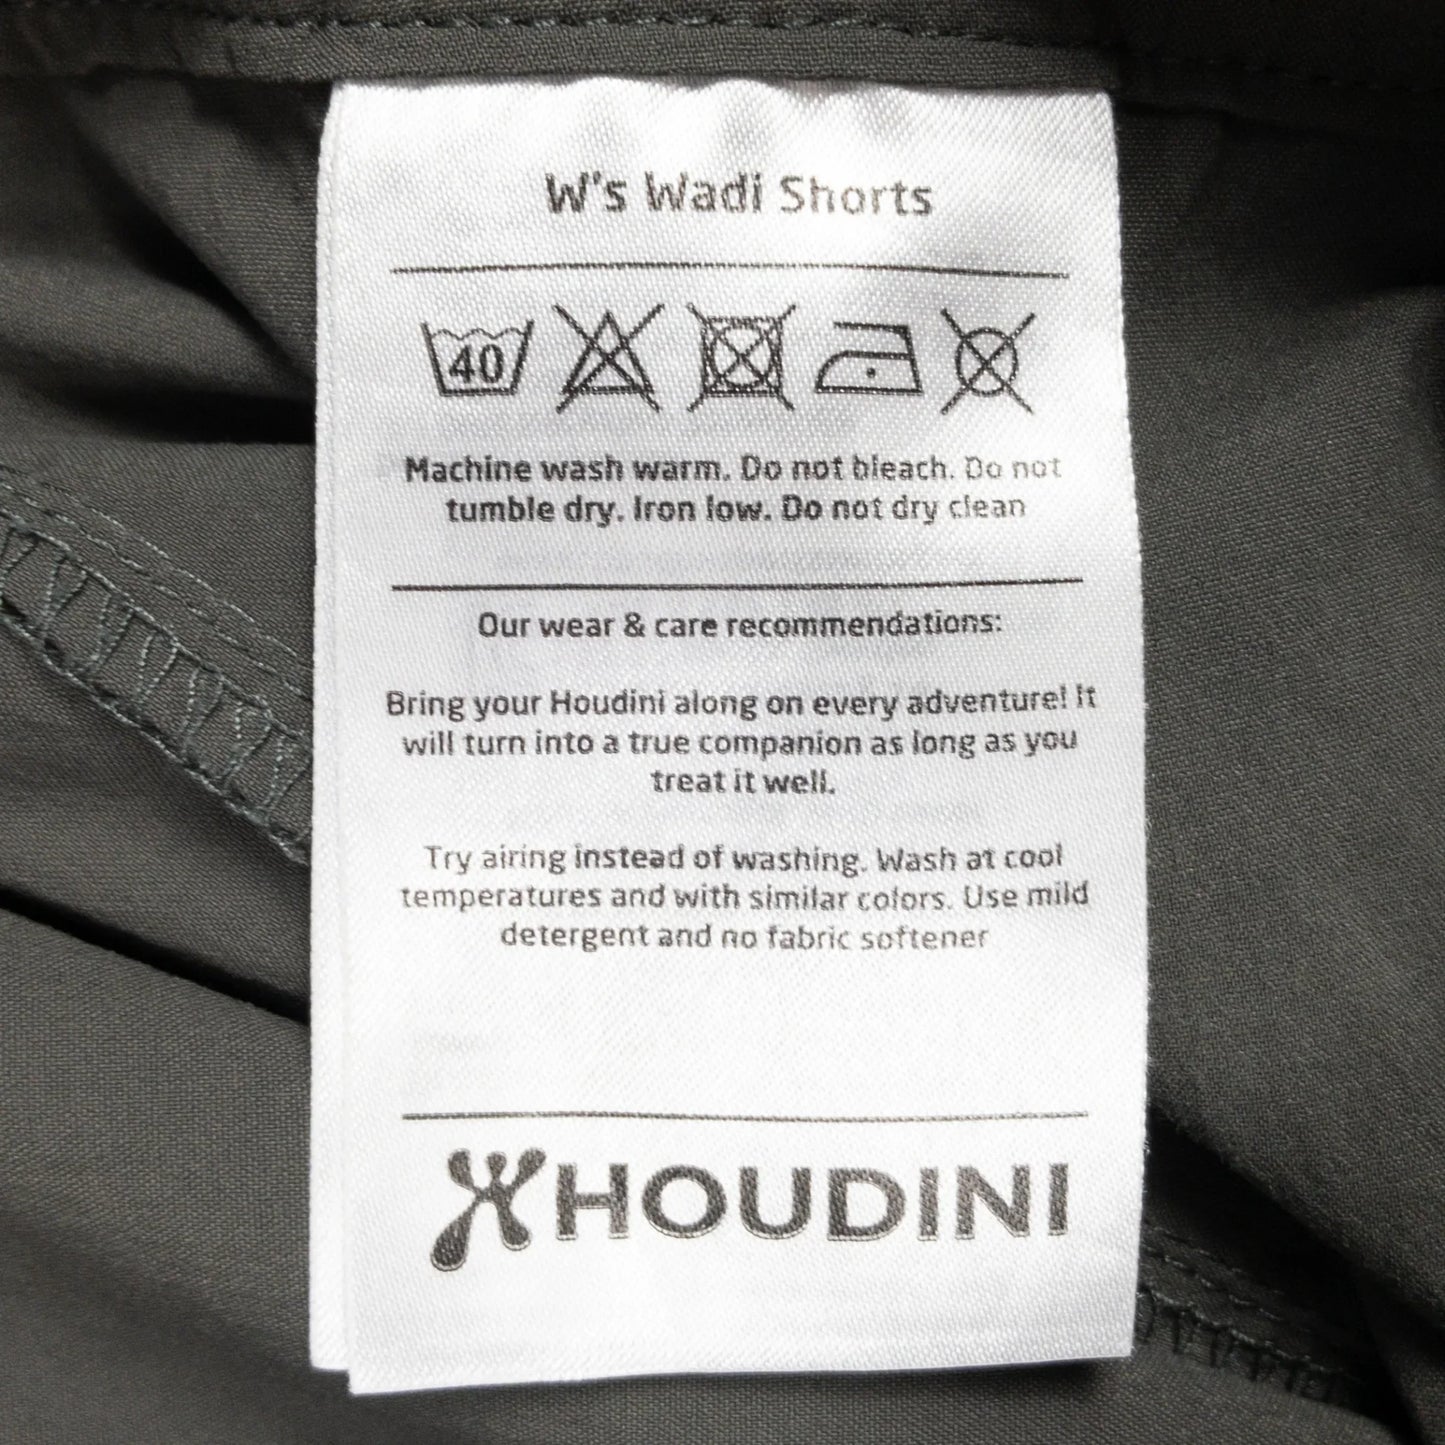 W's Wadi Shorts
40
Machine wash warm. Do not bleach. Do not
tumble dry. Iron low. Do not dry clean
Our wear & care recommendations:
Bring your Houdini along on every adventure! It
will turn into a true companion as long as you
treat it well.
Try airing instead of washing. Wash at cool
temperatures and with similar colors. Use mild
detergent and no fabric softener
HOUDINI